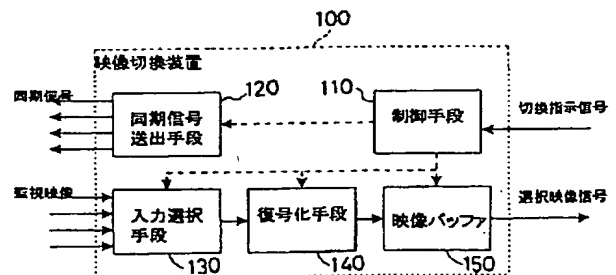 100
映像切換装置
同期信号
120
110
同期信号
送出手段
制御手段
切換指示信号
監視映像
入力選択
手段
復号化手段
映像バッファ
選択映像信号
130
140
150